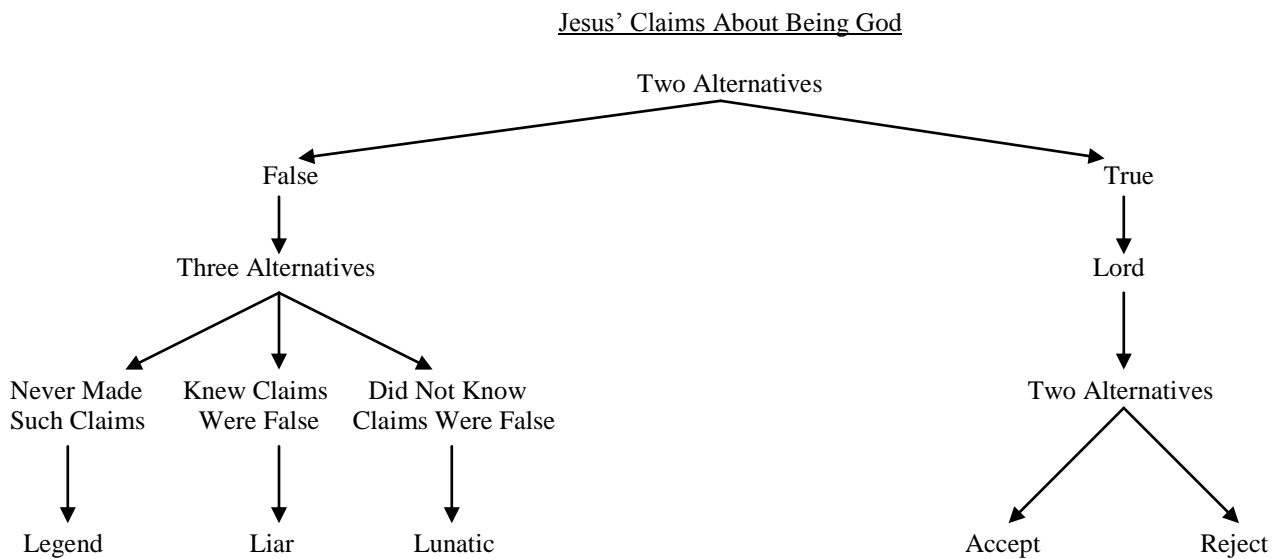 Jesus’ Claims About Being God
Two Alternatives
False
True
Three Alternatives
Lord
Never Made
Such Claims
Knew Claims
Were False
Did Not Know
Claims Were False
Two Alternatives
Legend
Liar
Lunatic
Accept
Reject